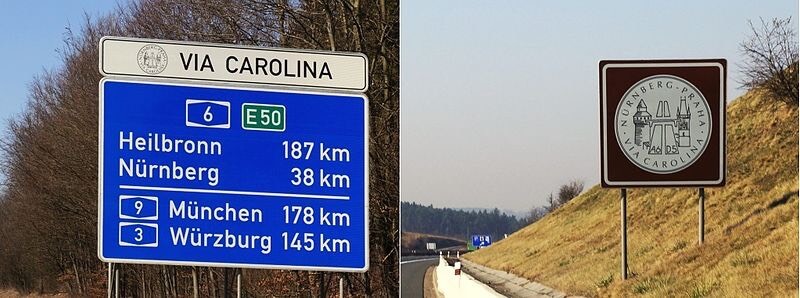 VIA CAROLINA
6 E 50
Heilbronn 187 km
Nürnberg 38 km
9 München 178 km
3 Würzburg 145 km
NÜRNBERG - PRAHA
VIA CAROLINA